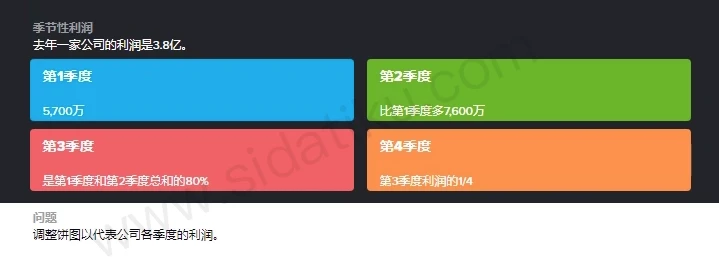 季节性利润
去年一家公司的利润是3.8亿。
第1季度
5,700万
第2季度
比第1季度多7,600万
第3季度
是第1季度和第2季度总和的80%
第4季度
第3季度利润的1/4
问题
调整饼图以代表公司各季度的利润。
www.sidatiku.com